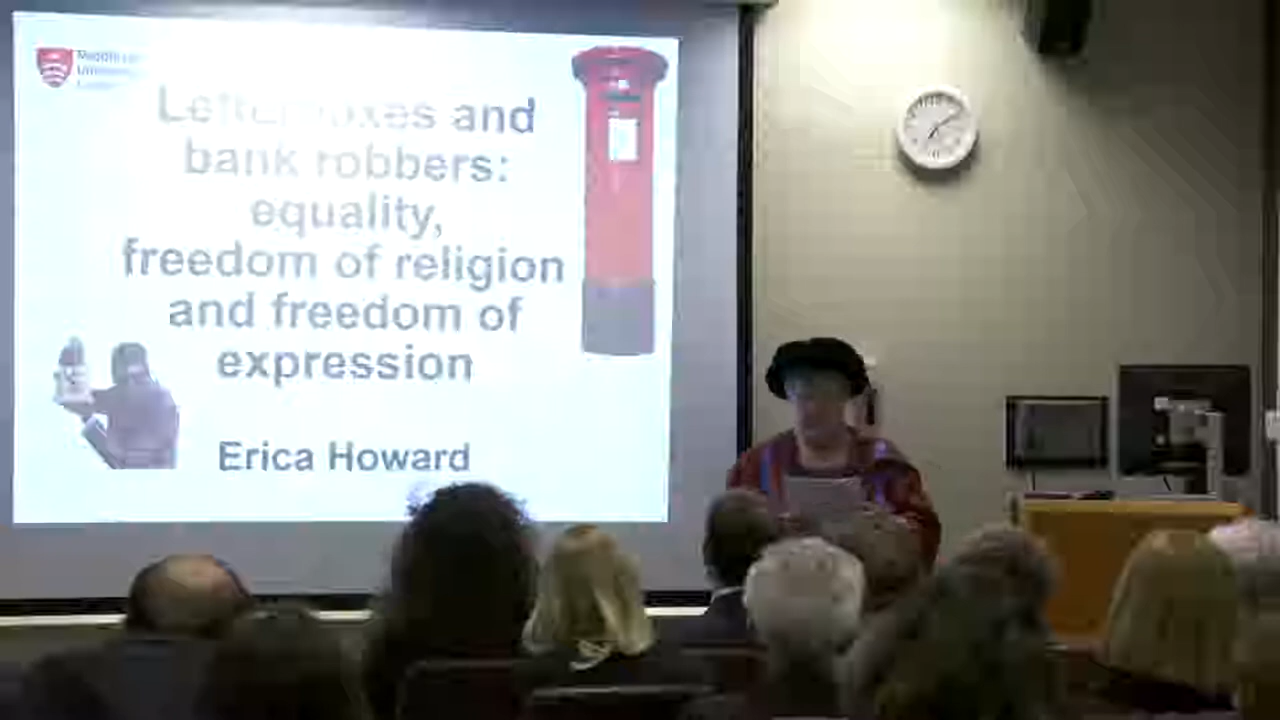 and
bank robbers:
equality,
freedom of religion
and freedom of
expression
Erica Howard